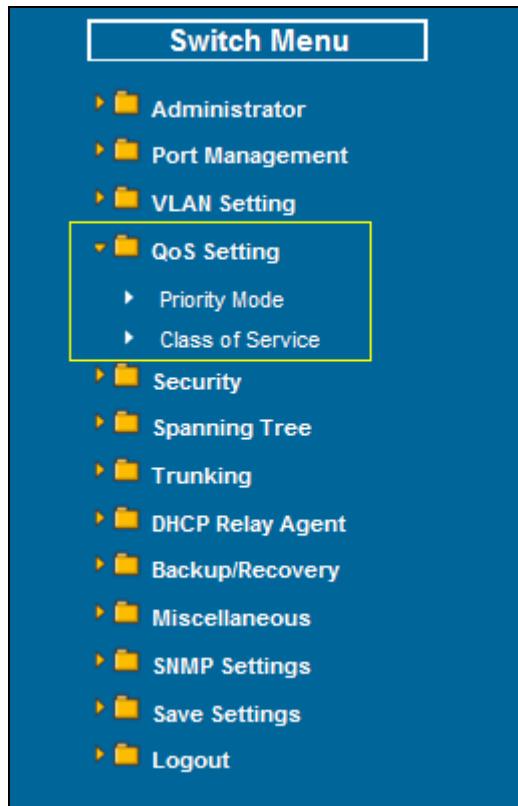 Switch Menu
Administrator
Port Management
VLAN Setting
QoS Setting
Priority Mode
Class of Service
Security
Spanning Tree
Trunking
DHCP Relay Agent
Backup/Recovery
Miscellaneous
SNMP Settings
Save Settings
Logout